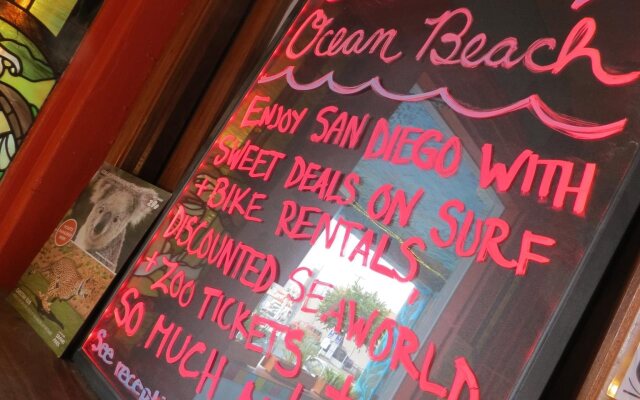 Ocean Beach
ENJOY SAN DIEGO WITH
SWEET DEALS ON SURF
+ BIKE RENTALS,
DISCOUNTED SEAWORLD
+ ZOO TICKETS +
SO MUCH
See recepti